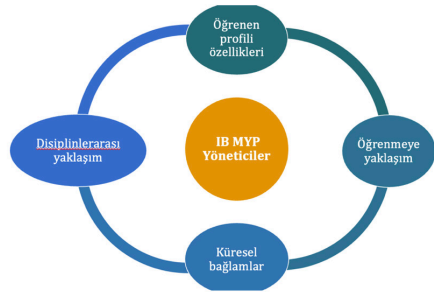 Öğrenen
profili
özellikleri
Disiplinlerarası
yaklaşım
IB MYP
Yöneticiler
Öğrenmeye
yaklaşım
Küresel
bağlamlar